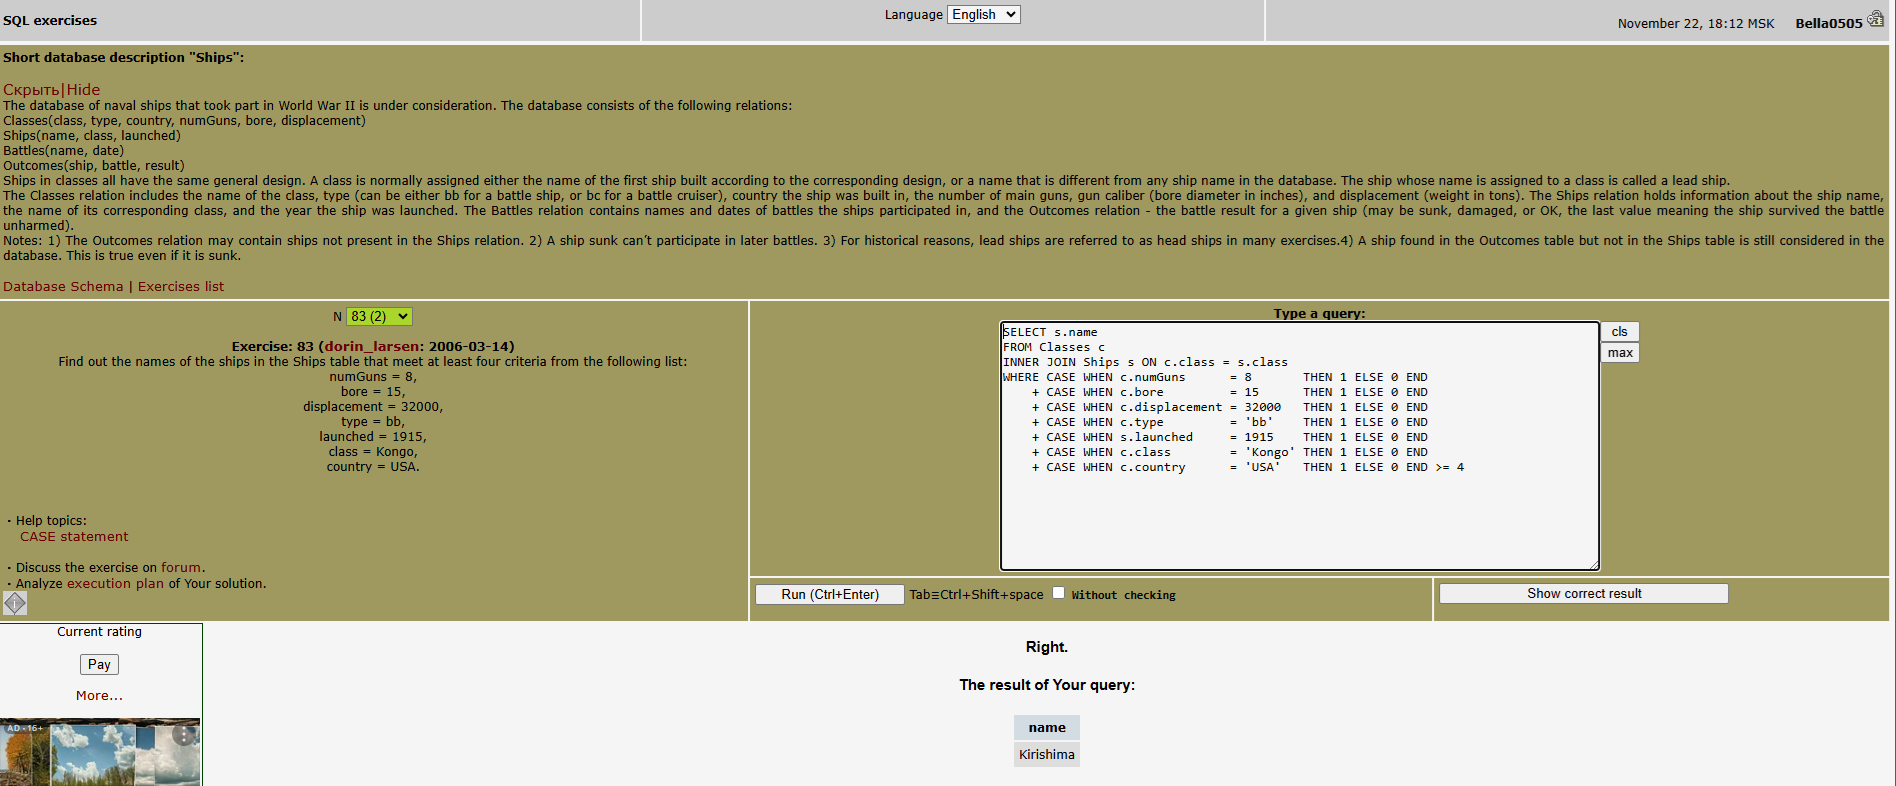 SQL exercises
Language English
November 22, 18:12 MSK Bella0505
Short database description "Ships":
Скрыть|Hide
The database of naval ships that took part in World War II is under consideration. The database consists of the following relations:
Classes(class, type, country, numGuns, bore, displacement)
Ships(name, class, launched)
Battles(name, date)
Outcomes(ship, battle, result)
Ships in classes all have the same general design. A class is normally assigned either the name of the first ship built according to the corresponding design, or a name that is different from any ship name in the database. The ship whose name is assigned to a class is called a lead ship.
The Classes relation includes the name of the class, type (can be either bb for a battle ship, or bc for a battle cruiser), country the ship was built in, the number of main guns, gun caliber (bore diameter in inches), and displacement (weight in tons). The Ships relation holds information about the ship name,
the name of its corresponding class, and the year the ship was launched. The Battles relation contains names and dates of battles the ships participated in, and the Outcomes relation - the battle result for a given ship (may be sunk, damaged, or OK, the last value meaning the ship survived the battle
unharmed).
Notes: 1) The Outcomes relation may contain ships not present in the Ships relation. 2) A ship sunk can’t participate in later battles. 3) For historical reasons, lead ships are referred to as head ships in many exercises.4) A ship found in the Outcomes table but not in the Ships table is still considered in the
database. This is true even if it is sunk.
Database Schema | Exercises list
N 83 (2)
Exercise: 83 (dorin_larsen: 2006-03-14)
Find out the names of the ships in the Ships table that meet at least four criteria from the following list:
numGuns = 8,
bore = 15,
displacement = 32000,
type = bb,
launched = 1915,
class = Kongo,
country = USA.
· Help topics:
CASE statement
· Discuss the exercise on forum.
· Analyze execution plan of Your solution.
Type a query:
SELECT s.name
FROM Classes c
INNER JOIN Ships s ON c.class = s.class
WHERE CASE WHEN c.numGuns = 8 THEN 1 ELSE 0 END
+ CASE WHEN c.bore = 15 THEN 1 ELSE 0 END
+ CASE WHEN c.displacement = 32000 THEN 1 ELSE 0 END
+ CASE WHEN c.type = 'bb' THEN 1 ELSE 0 END
+ CASE WHEN s.launched = 1915 THEN 1 ELSE 0 END
+ CASE WHEN c.class = 'Kongo' THEN 1 ELSE 0 END
+ CASE WHEN c.country = 'USA' THEN 1 ELSE 0 END >= 4
cls
max
Run (Ctrl+Enter) Tab≡Ctrl+Shift+space Without checking
Show correct result
Current rating
Pay
More...
AD · 16+
Right.
The result of Your query:
name
Kirishima